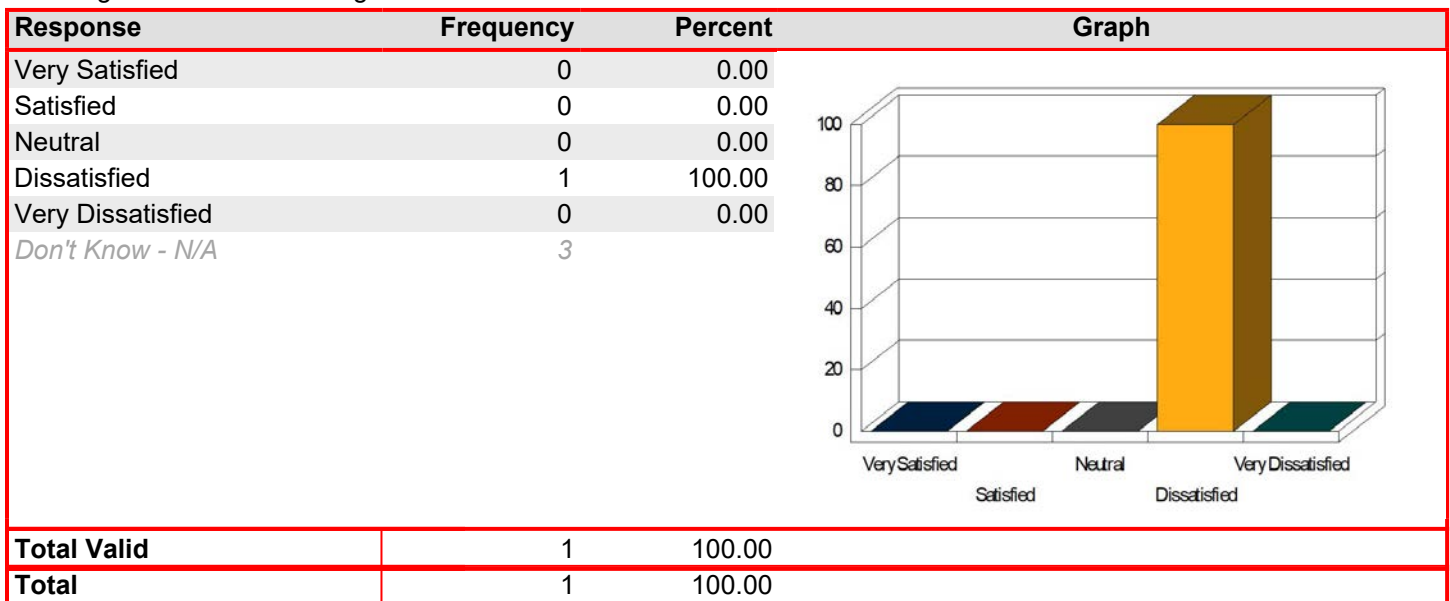 Response Frequency Percent Graph
Very Satisfied 0 0.00
Satisfied 0 0.00
Neutral 0 0.00
Dissatisfied 1 100.00
Very Dissatisfied 0 0.00
Don't Know - N/A 3
100
80
60
40
20
0
Very Satisfied Neutral Very Dissatisfied
Satisfied Dissatisfied
Total Valid 1 100.00
Total 1 100.00